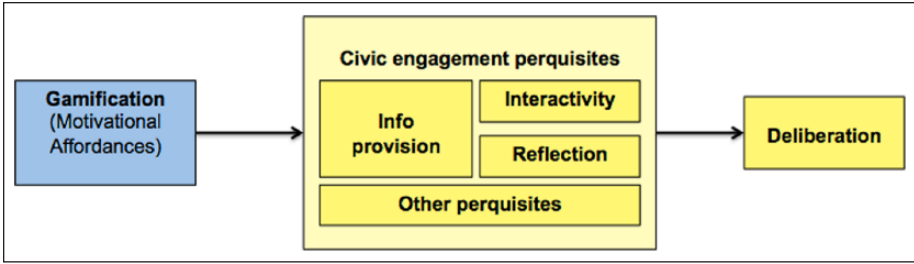 Gamification
(Motivational
Affordances)
Civic engagement perquisites
Info
provision
Interactivity
Reflection
Other perquisites
Deliberation